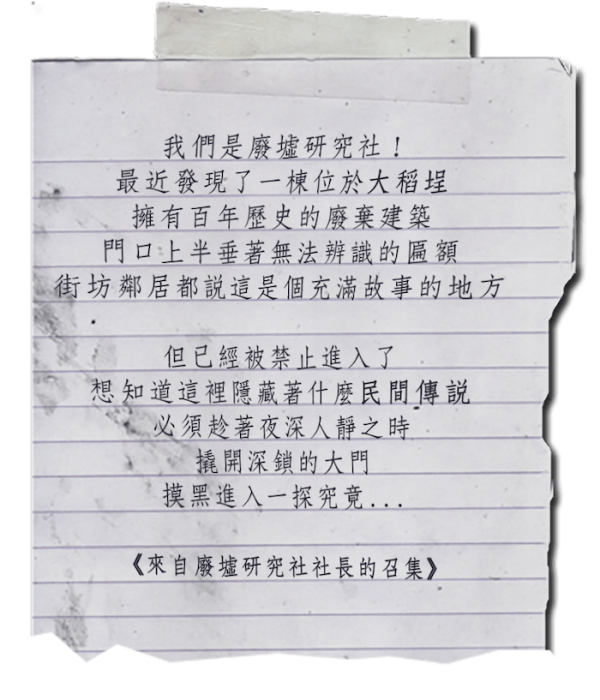 我們是廢墟研究社！
最近發現了一棟位於大稻埕
擁有百年歷史的廢棄建築
門口上半垂著無法辨識的匾額
街坊鄰居都說這是個充滿故事的地方
但已經被禁止進入了
想知道這裡隱藏著什麼民間傳說
必須趁著夜深人靜之時
撬開深鎖的大門
摸黑進入一探究竟...
《來自廢墟研究社社長的召集》